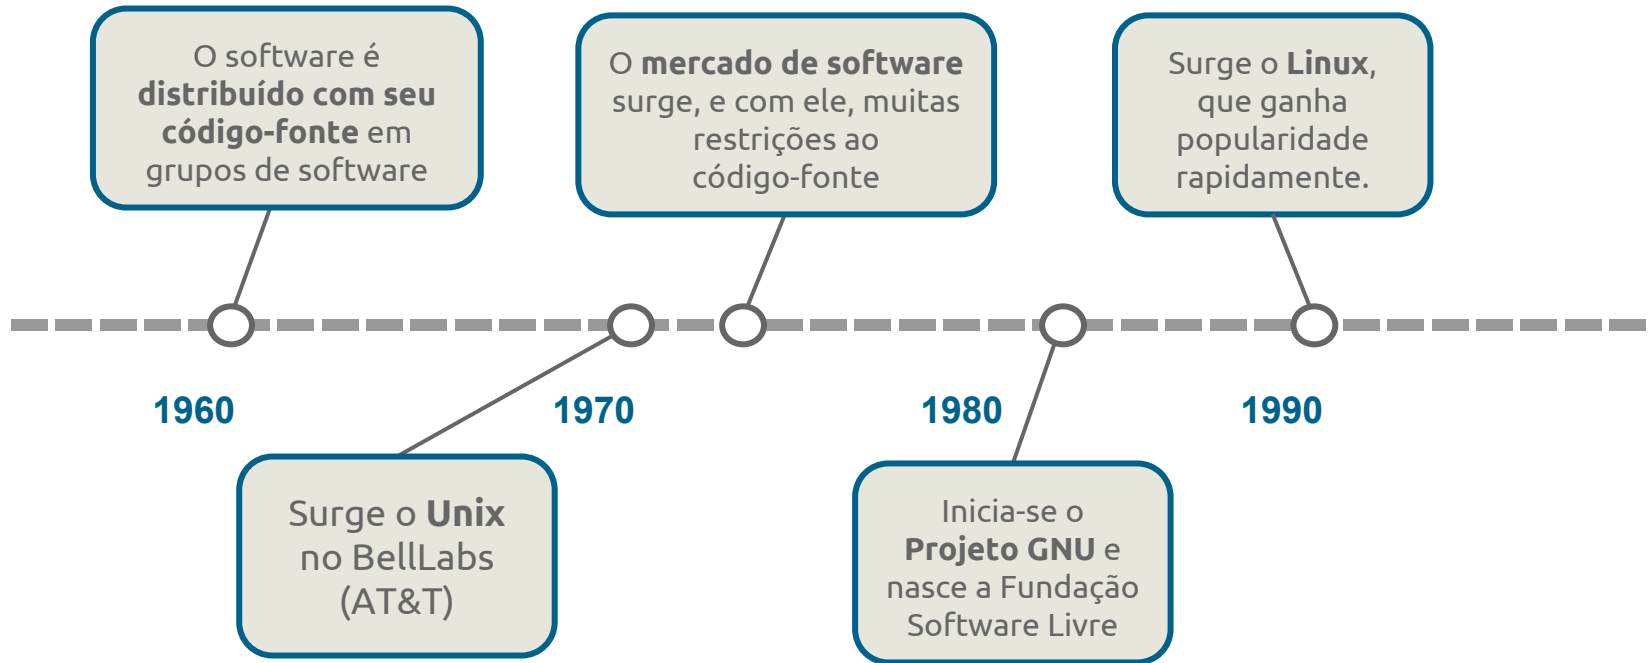 O software é
distribuído com seu
código-fonte em
grupos de software
O mercado de software
surge, e com ele, muitas
restrições ao
código-fonte
Surge o Linux,
que ganha
popularidade
rapidamente.
1960
1970
1980
1990
Surge o Unix
no BellLabs
(AT&T)
Inicia-se o
Projeto GNU e
nasce a Fundação
Software Livre